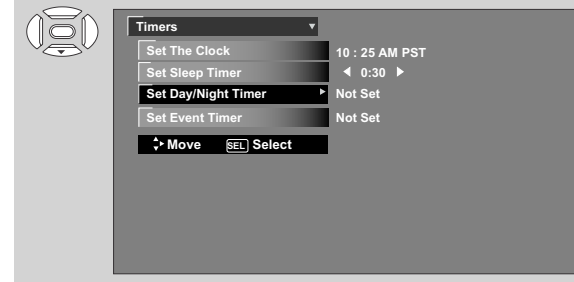 Timers
Set The Clock 10 : 25 AM PST
Set Sleep Timer 0:30
Set Day/Night Timer Not Set
Set Event Timer Not Set
Move SEL Select